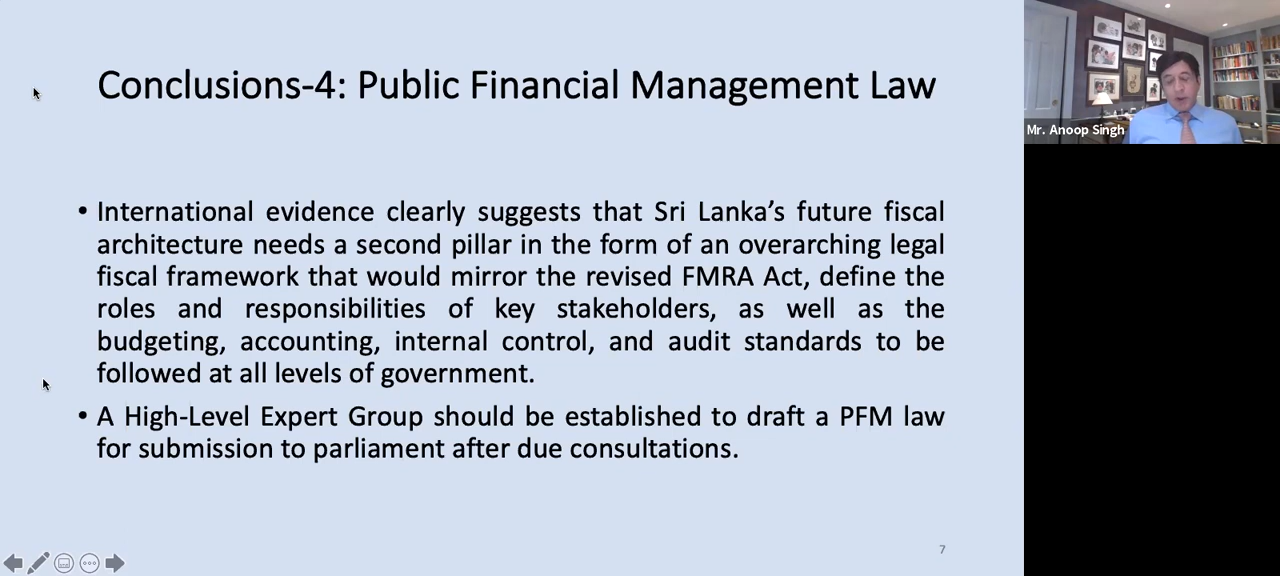 Conclusions-4: Public Financial Management Law
• International evidence clearly suggests that Sri Lanka’s future fiscal
architecture needs a second pillar in the form of an overarching legal
fiscal framework that would mirror the revised FMRA Act, define the
roles and responsibilities of key stakeholders, as well as the
budgeting, accounting, internal control, and audit standards to be
followed at all levels of government.
• A High-Level Expert Group should be established to draft a PFM law
for submission to parliament after due consultations.
7
Mr. Anoop Singh